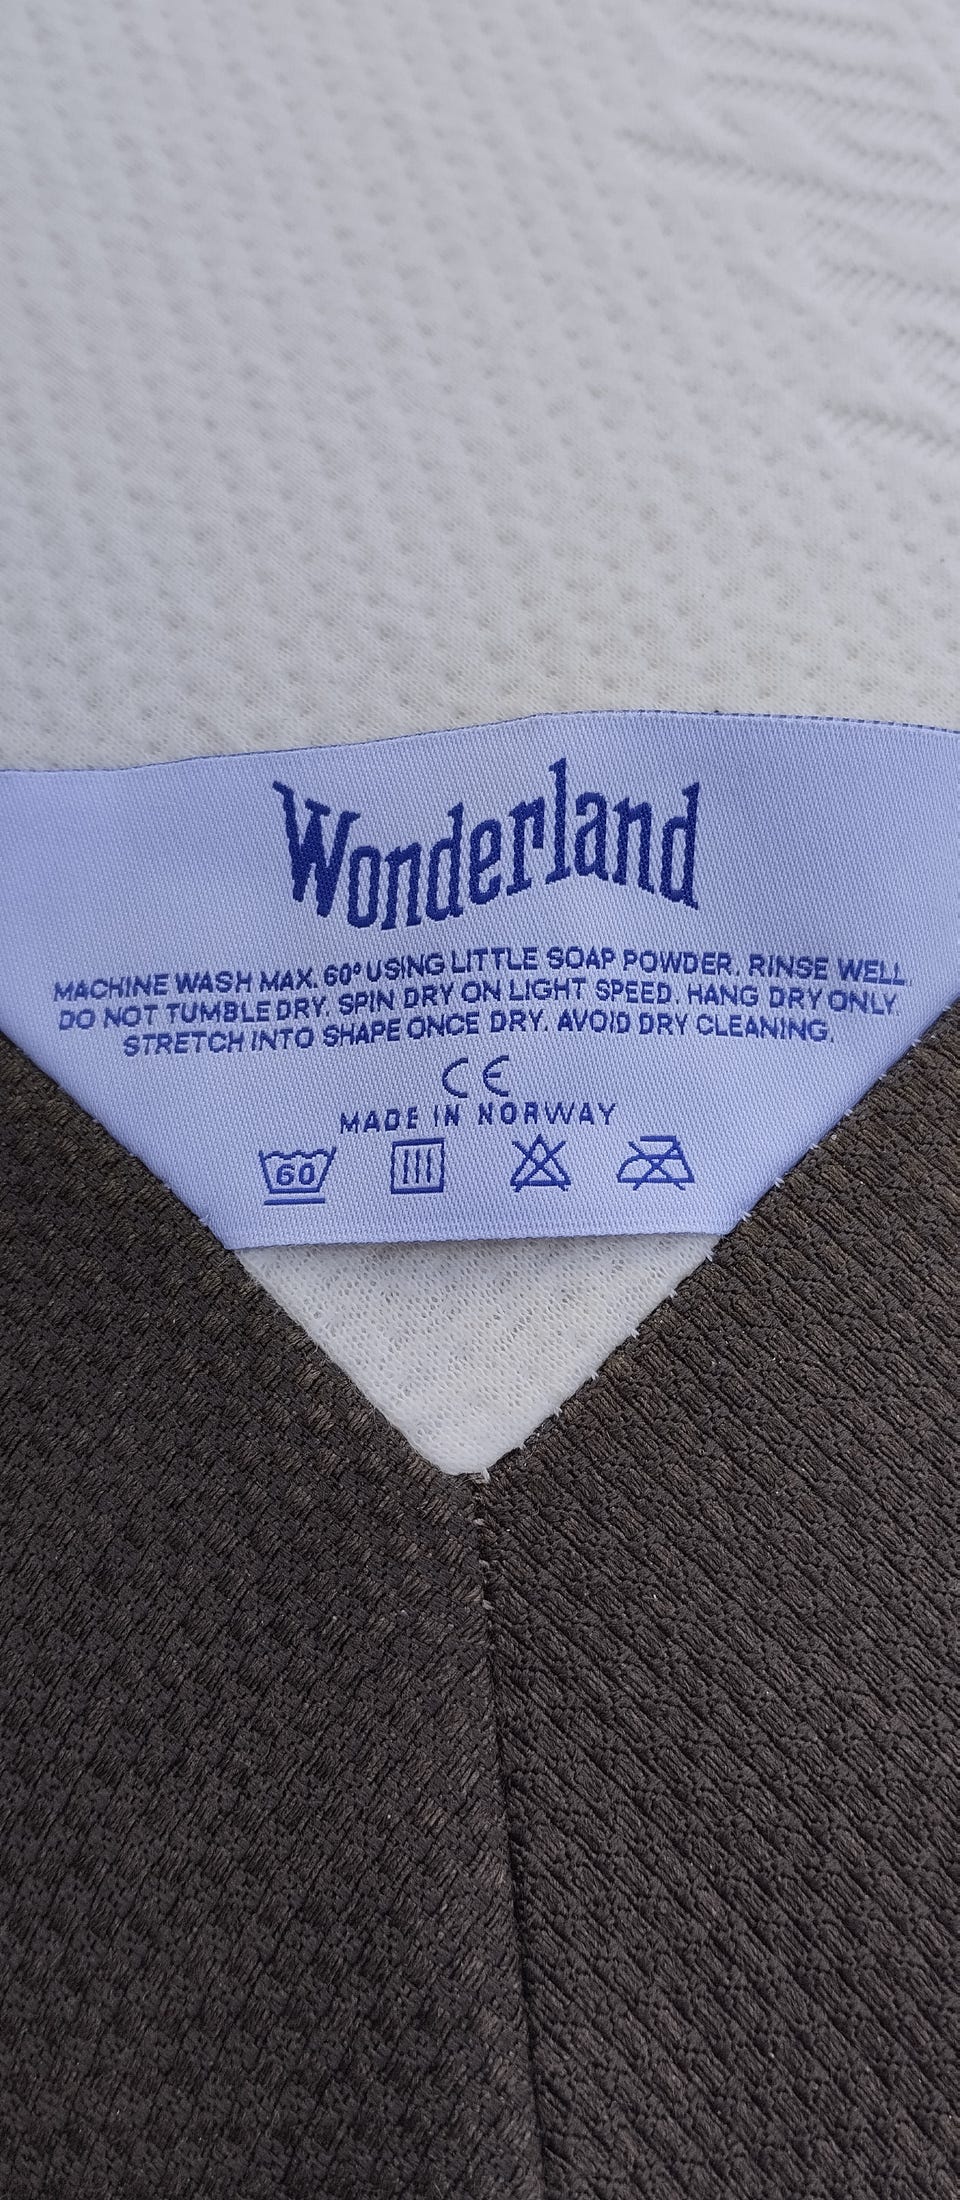 Wonderland
MACHINE WASH MAX. 60° USING LITTLE SOAP POWDER. RINSE WELL.
DO NOT TUMBLE DRY. SPIN DRY ON LIGHT SPEED. HANG DRY ONLY.
STRETCH INTO SHAPE ONCE DRY. AVOID DRY CLEANING.
CE
MADE IN NORWAY
60